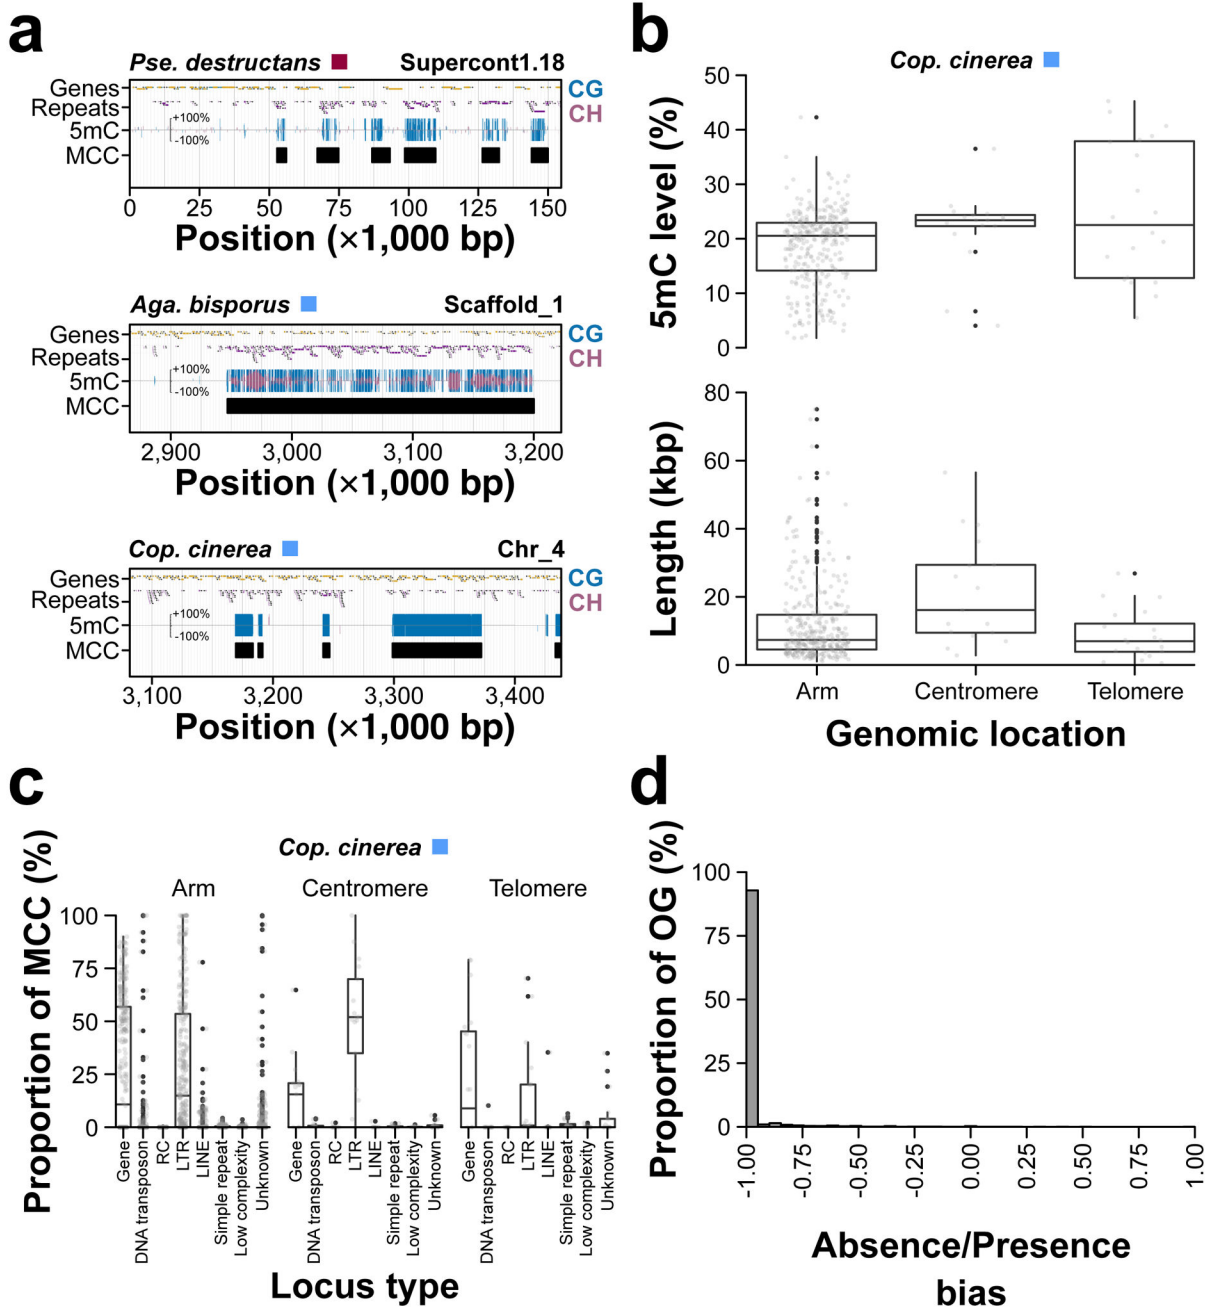 a
Pse. destructans Supercont1.18
Genes
Repeats
5mC
MCC
CG
CH
+100%
-100%
0 25 50 75 100 125 150
Position (×1,000 bp)
Aga. bisporus Scaffold_1
Genes
Repeats
5mC
MCC
CG
CH
+100%
-100%
2,900 3,000 3,100 3,200
Position (×1,000 bp)
Cop. cinerea Chr_4
Genes
Repeats
5mC
MCC
CG
CH
+100%
-100%
3,100 3,200 3,300 3,400
Position (×1,000 bp)
b
Cop. cinerea
5mC level (%)
50
40
30
20
10
0
Length (kbp)
80
60
40
20
0
Arm Centromere Telomere
Genomic location
c
Cop. cinerea
Arm Centromere Telomere
Proportion of MCC (%)
100
75
50
25
0
Gene
DNA transposon
RC
LTR
LINE
Simple repeat
Low complexity
Unknown
Gene
DNA transposon
RC
LTR
LINE
Simple repeat
Low complexity
Unknown
Gene
DNA transposon
RC
LTR
LINE
Simple repeat
Low complexity
Unknown
Locus type
d
Proportion of OG (%)
100
75
50
25
0
-1.00
-0.75
-0.50
-0.25
0.00
0.25
0.50
0.75
1.00
Absence/Presence
bias